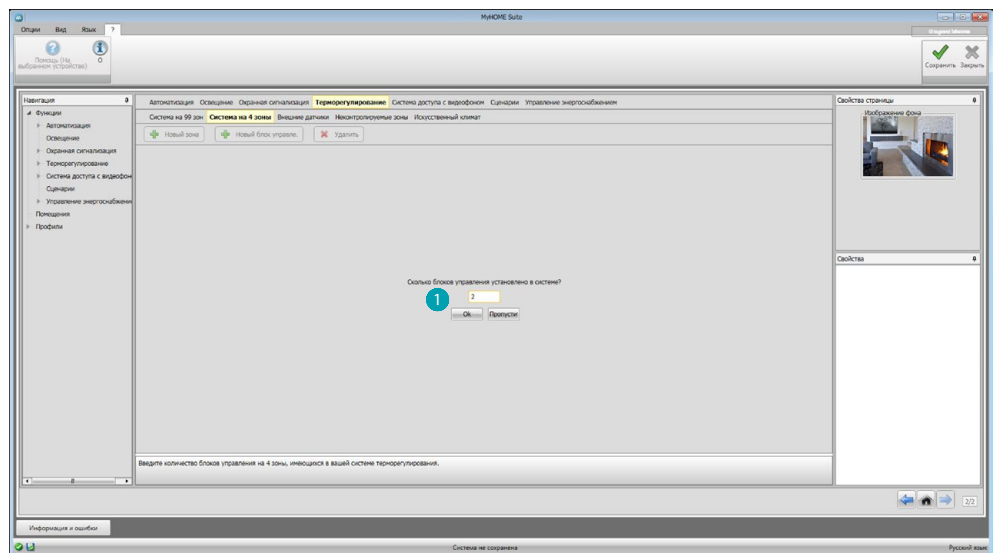 MyHOME Suite
Опции Вид Язык ?
Помощь (На выбранном устройстве)
О
Сохранить Закрыть
Навигация
Функции
Автоматизация
Освещение
Охранная сигнализация
Терморегулирование
Система доступа с видеофон
Сценарии
Управление энергоснабжени
Помещения
Профили
Автоматизация Освещение Охранная сигнализация Терморегулирование Система доступа с видеофоном Сценарии Управление энергоснабжением
Система на 99 зон Система на 4 зоны Внешние датчики Неконтролируемые зоны Искусственный климат
Новый зона Новый блок управле. Удалить
Сколько блоков управления установлено в системе?
1
2
Ok Пропусти
Введите количество блоков управления на 4 зоны, имеющихся в вашей системе терморегулирования.
Свойства страницы
Изображение фона
Свойства
2/2
Информация и ошибки
Система не сохранена
Русский язык